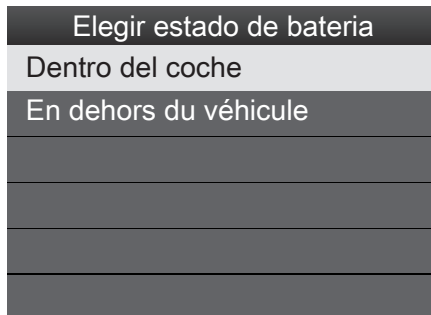 Elegir estado de bateria
Dentro del coche
En dehors du véhicule